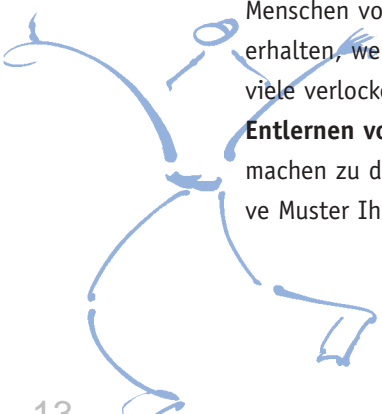 Menschen vo
erhalten, we
viele verlocke
Entlernen vo
machen zu d
ve Muster Ih
13